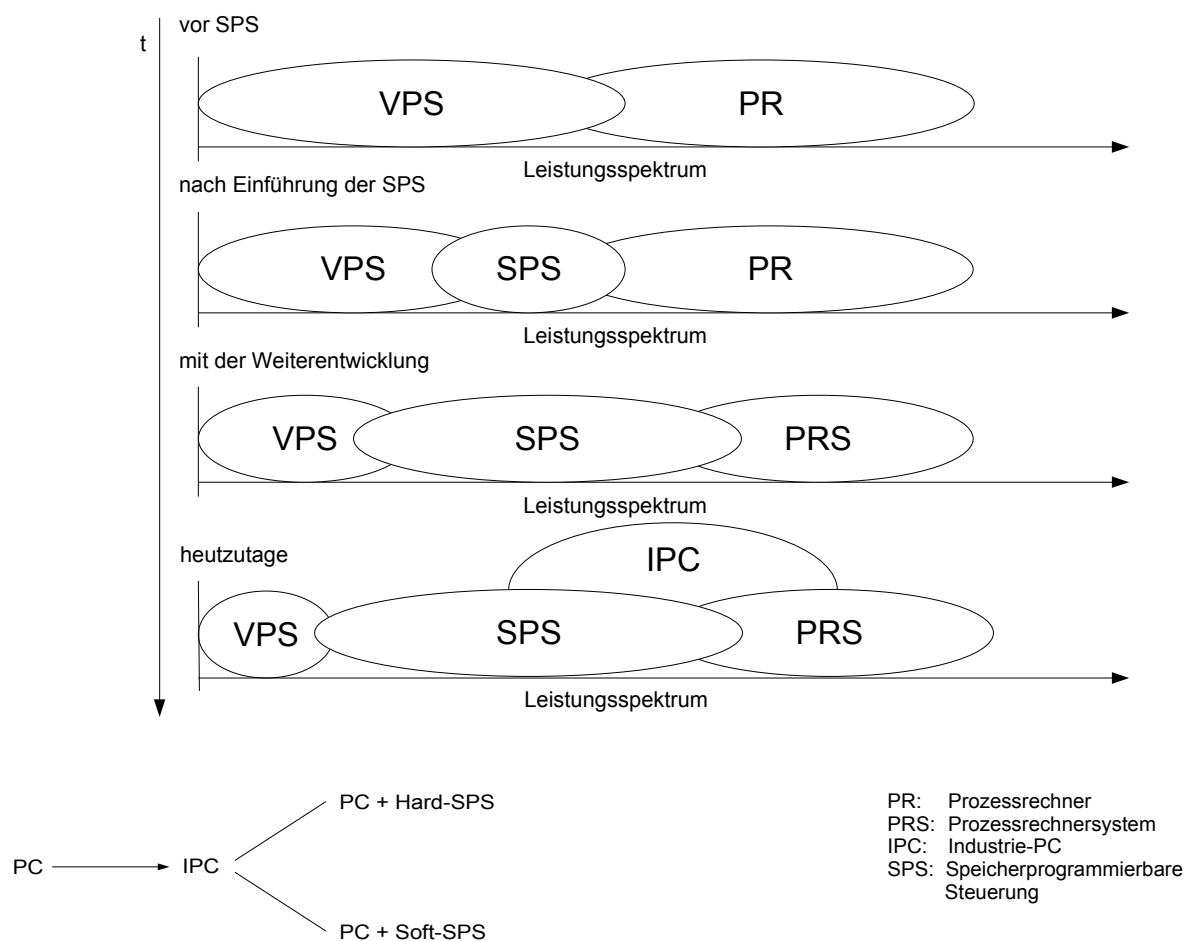 vor SPS
t
VPS
PR
Leistungsspektrum
nach Einführung der SPS
VPS
SPS
PR
Leistungsspektrum
mit der Weiterentwicklung
VPS
SPS
PRS
Leistungsspektrum
heutzutage
IPC
VPS
SPS
PRS
Leistungsspektrum
PC
IPC
PC + Hard-SPS
PC + Soft-SPS
PR: Prozessrechner
PRS: Prozessrechnersystem
IPC: Industrie-PC
SPS: Speicherprogrammierbare
Steuerung